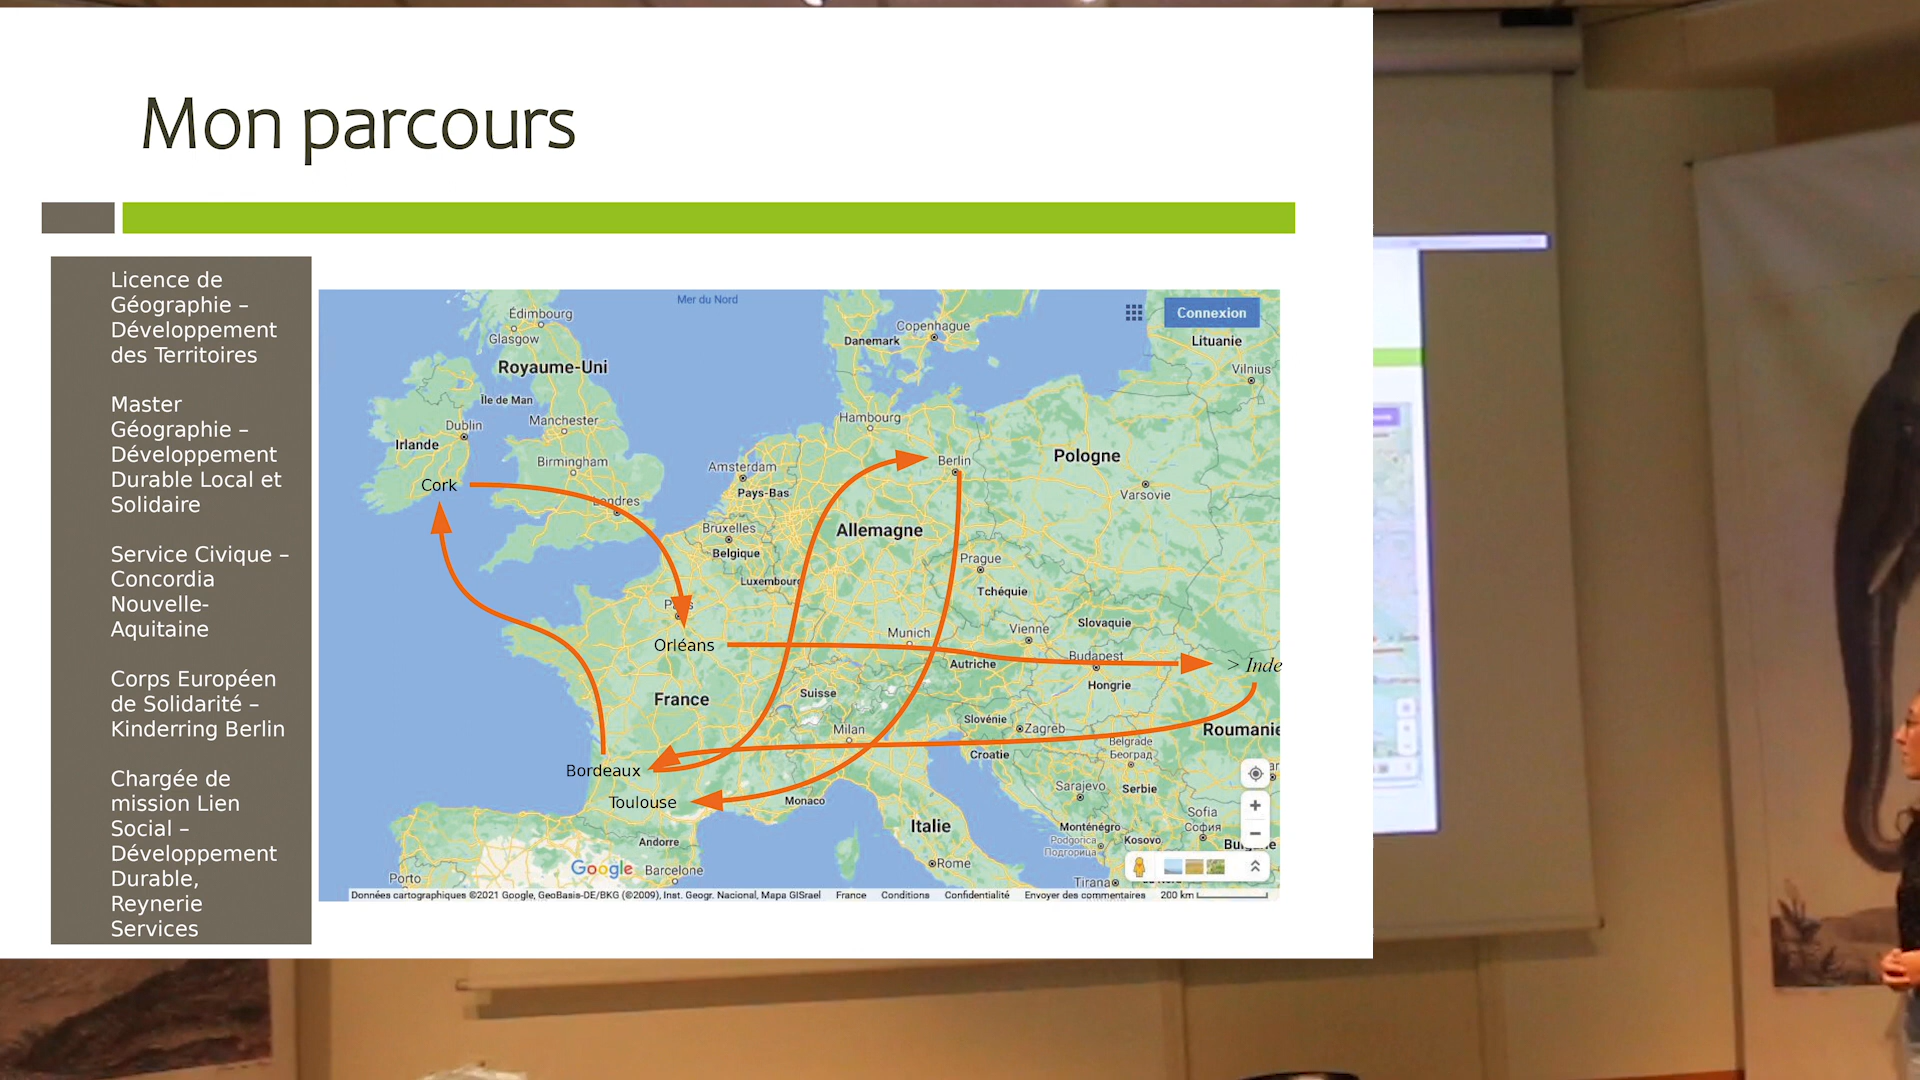 Mon parcours
Licence de
Géographie –
Développement
des Territoires
Master
Géographie –
Développement
Durable Local et
Solidaire
Service Civique –
Concordia
Nouvelle-
Aquitaine
Corps Européen
de Solidarité –
Kinderring Berlin
Chargée de
mission Lien
Social –
Développement
Durable,
Reynerie
Services
Mer du Nord
Connexion
Édimbourg
Glasgow
Copenhague
Danemark
Lituanie
Royaume-Uni
Vilnius
Île de Man
Manchester
Hambourg
Dublin
Irlande
Birmingham
Amsterdam
Berlin
Pologne
Cork
Pays-Bas
Varsovie
Londres
Bruxelles
Allemagne
Belgique
Prague
Luxembourg
Tchéquie
Paris
Slovaquie
Munich
Vienne
Orléans
Budapest
Autriche
> Inde
Hongrie
France
Suisse
Slovénie
Milan
Zagreb
Roumanie
Belgrade
Београд
Croatie
Bordeaux
Sarajevo
Serbie
Toulouse
Monaco
Sofia
София
Italie
Monténégro
Podgorica
Подгорица
Kosovo
Andorre
Google
Barcelone
Rome
Porto
Tirana
Données cartographiques ©2021 Google, GeoBasis-DE/BKG (©2009), Inst. Geogr. Nacional, Mapa GISrael France Conditions Confidentialité Envoyer des commentaires 200 km